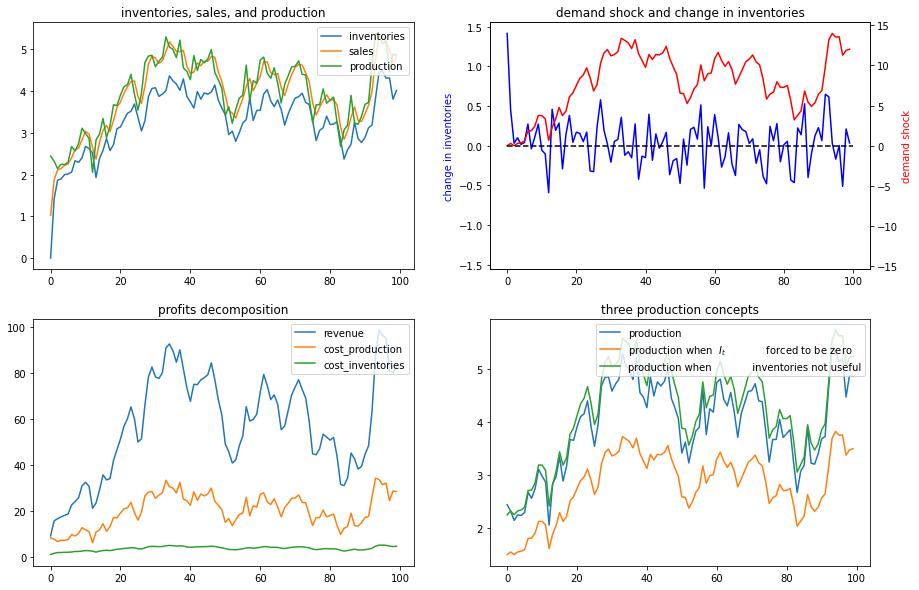 inventories, sales, and production
inventories
sales
production
5
4
3
2
1
0
0 20 40 60 80 100
demand shock and change in inventories
change in inventories
1.5
1.0
0.5
0.0
−0.5
−1.0
−1.5
15
10
5
0
−5
−10
−15
demand shock
0 20 40 60 80 100
profits decomposition
revenue
cost_production
cost_inventories
100
80
60
40
20
0
0 20 40 60 80 100
three production concepts
production
production when I_t forced to be zero
production when inventories not useful
5
4
3
2
0 20 40 60 80 100